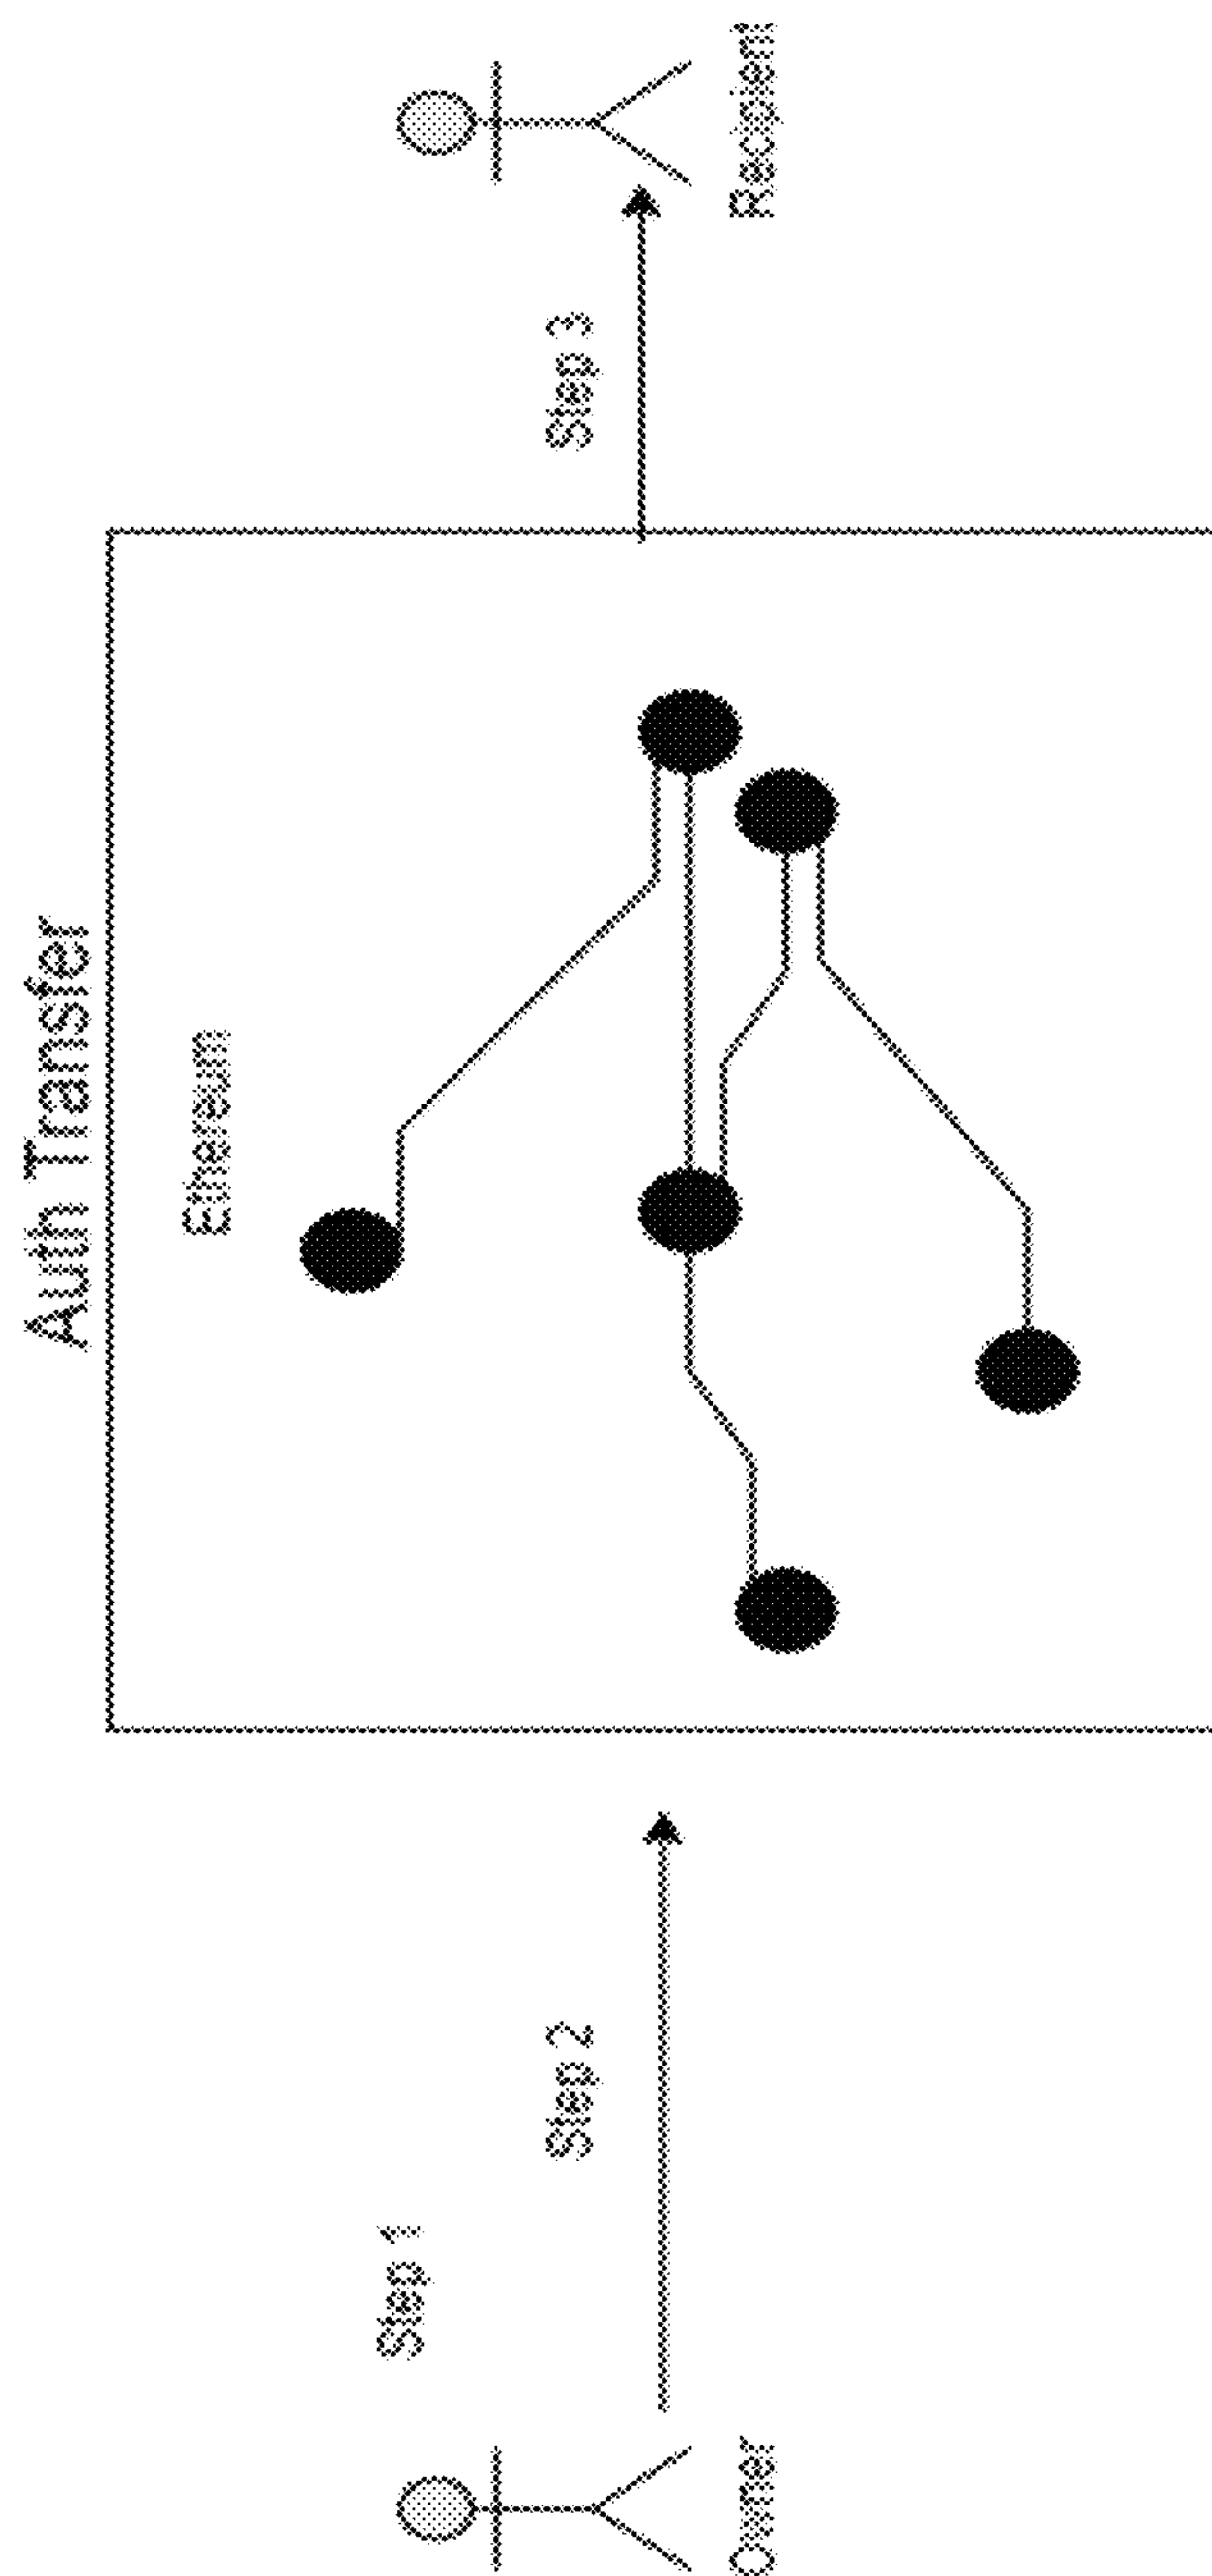 Auth Transfer
Ethereum
Step 1
Step 2
Step 3
Owner
Recipient